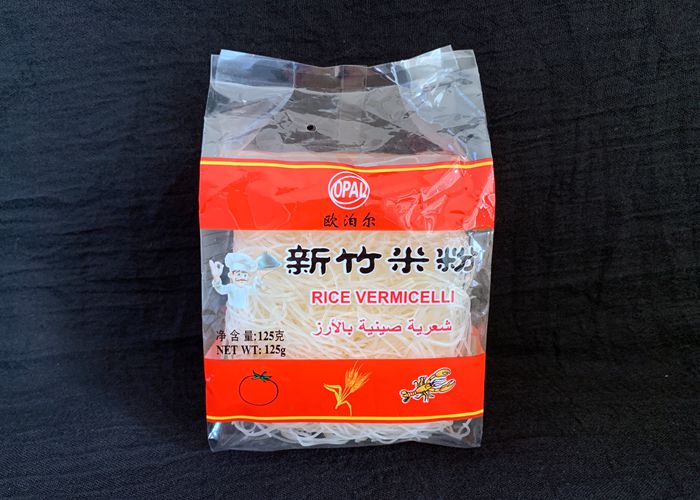 OPAL
欧泊尔
新竹米粉
RICE VERMICELLI
شعرية صينية بالأرز
净含量:125克
NET WT: 125g